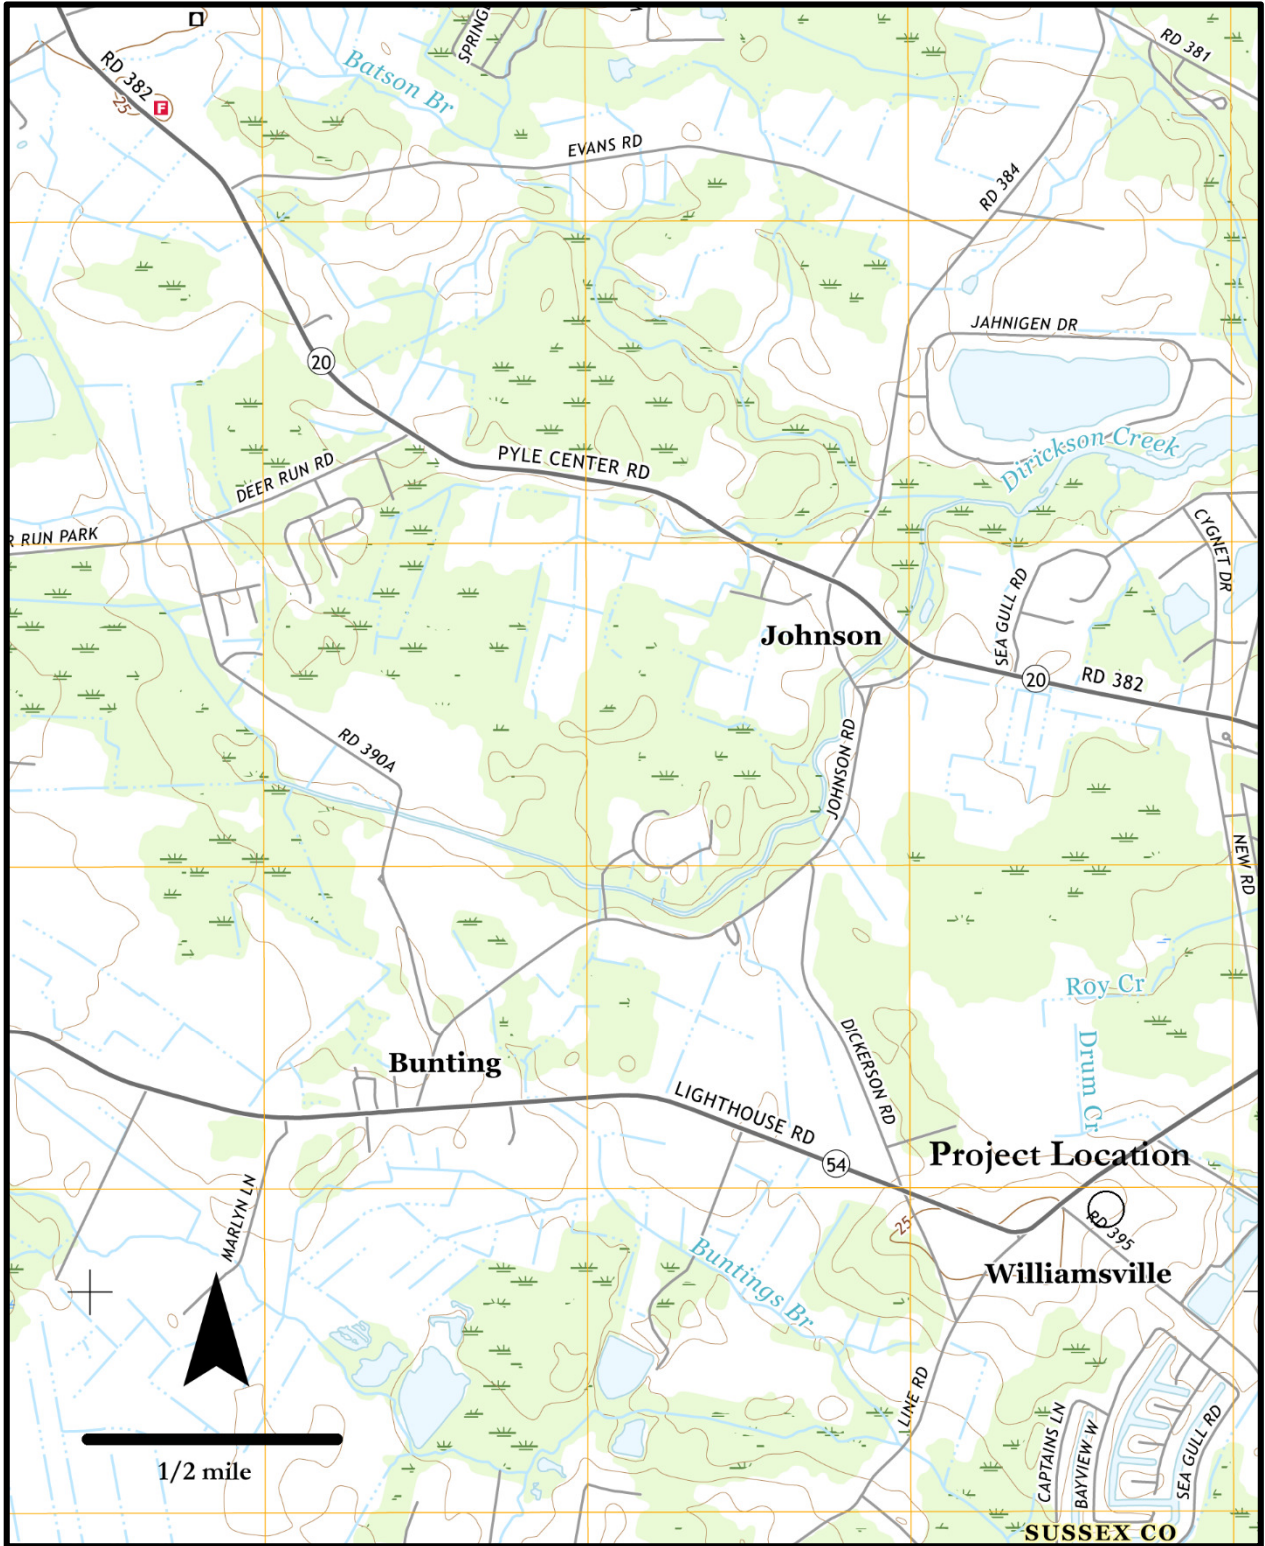 RD 381
Batson Br
RD 382
25
F
EVANS RD
RD 384
JAHNIGEN DR
20
Dirickson Creek
PYLE CENTER RD
DEER RUN RD
R RUN PARK
CYGNET DR
SEA GULL RD
Johnson
20
RD 382
RD 390A
JOHNSON RD
NEW RD
Roy Cr
DICKERSON RD
Drum Cr
Bunting
LIGHTHOUSE RD
54
Project Location
MARLYN LN
25
RD 395
Buntings Br
Williamsville
LINE RD
CAPTAINS LN
BAYVIEW W
SEA GULL RD
1/2 mile
SUSSEX CO